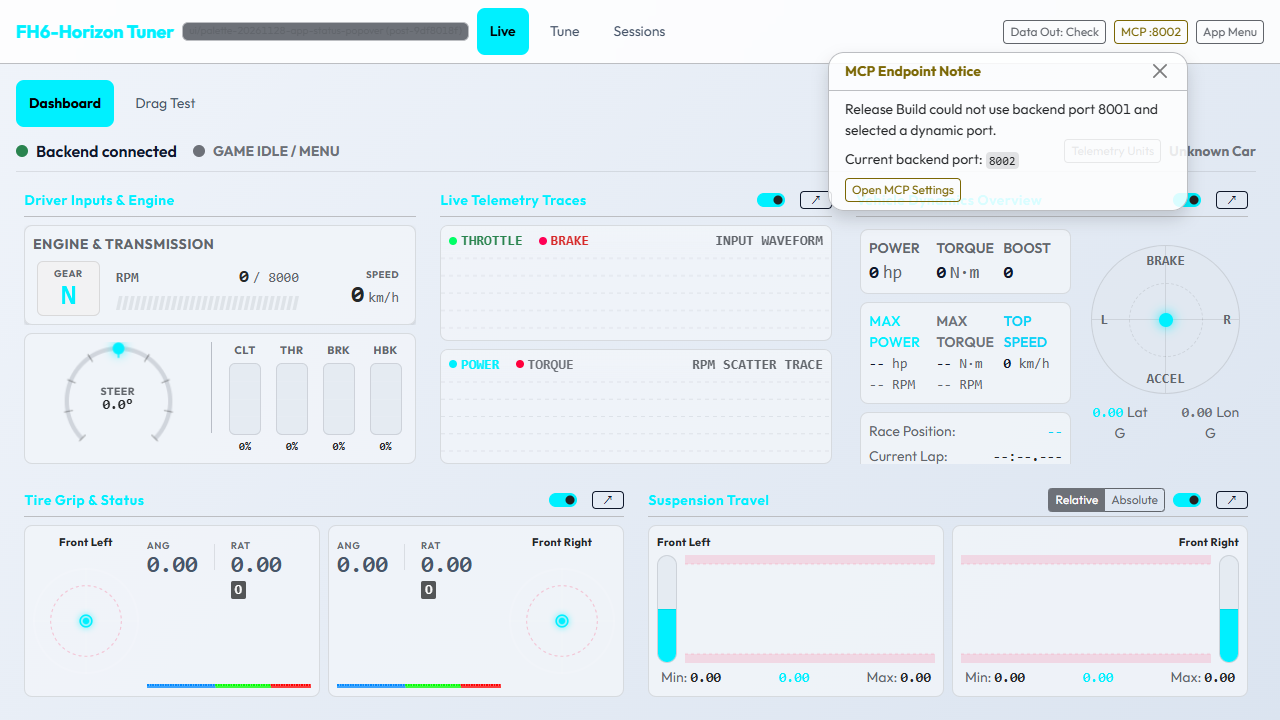 FH6-Horizon Tuner
Live
Tune
Sessions
Data Out: Check
MCP :8002
App Menu
MCP Endpoint Notice
Release Build could not use backend port 8001 and
selected a dynamic port.
Current backend port: 8002
Open MCP Settings
Dashboard
Drag Test
Backend connected
GAME IDLE / MENU
Telemetry Units
Unknown Car
Driver Inputs & Engine
ENGINE & TRANSMISSION
GEAR
N
RPM
0 / 8000
SPEED
0 km/h
STEER
0.0°
CLT
THR
BRK
HBK
0%
0%
0%
0%
Live Telemetry Traces
↗
THROTTLE
BRAKE
INPUT WAVEFORM
POWER
TORQUE
RPM SCATTER TRACE
Vehicle Dynamics Overview
↗
POWER
TORQUE
BOOST
0 hp
0 N·m
0
MAX
POWER
-- hp
-- RPM
MAX
TORQUE
-- N·m
-- RPM
TOP
SPEED
0 km/h
Race Position:
--
Current Lap:
--:--.---
BRAKE
L
R
ACCEL
0.00 Lat
G
0.00 Lon
G
Tire Grip & Status
↗
Front Left
ANG
0.00
RAT
0.00
0
ANG
0.00
RAT
0.00
0
Front Right
Suspension Travel
Relative
Absolute
↗
Front Left
Min: 0.00
0.00
Max: 0.00
Front Right
Min: 0.00
0.00
Max: 0.00